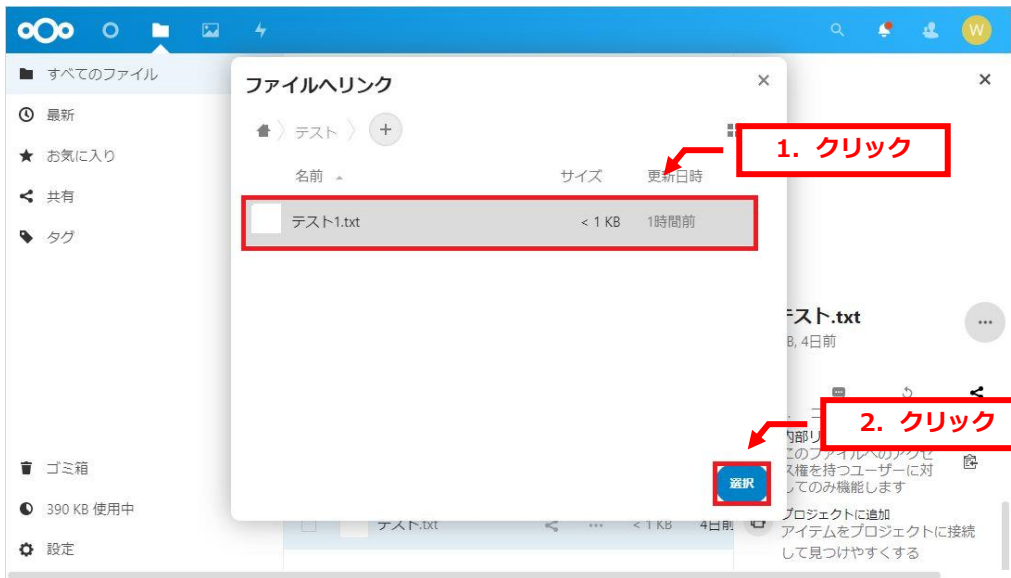 W
すべてのファイル
最新
お気に入り
共有
タグ
ファイルへリンク
テスト
名前 サイズ 更新日時
テスト1.txt < 1 KB 1時間前
1. クリック
2. クリック
選択
テスト.txt
KB, 4日前
内部リ
このファイルへのアクセ
ス権を持つユーザーに対
してのみ機能します
プロジェクトに追加
アイテムをプロジェクトに接続
して見つけやすくする
テスト.txt < 1 KB 4日前
ゴミ箱
390 KB 使用中
設定